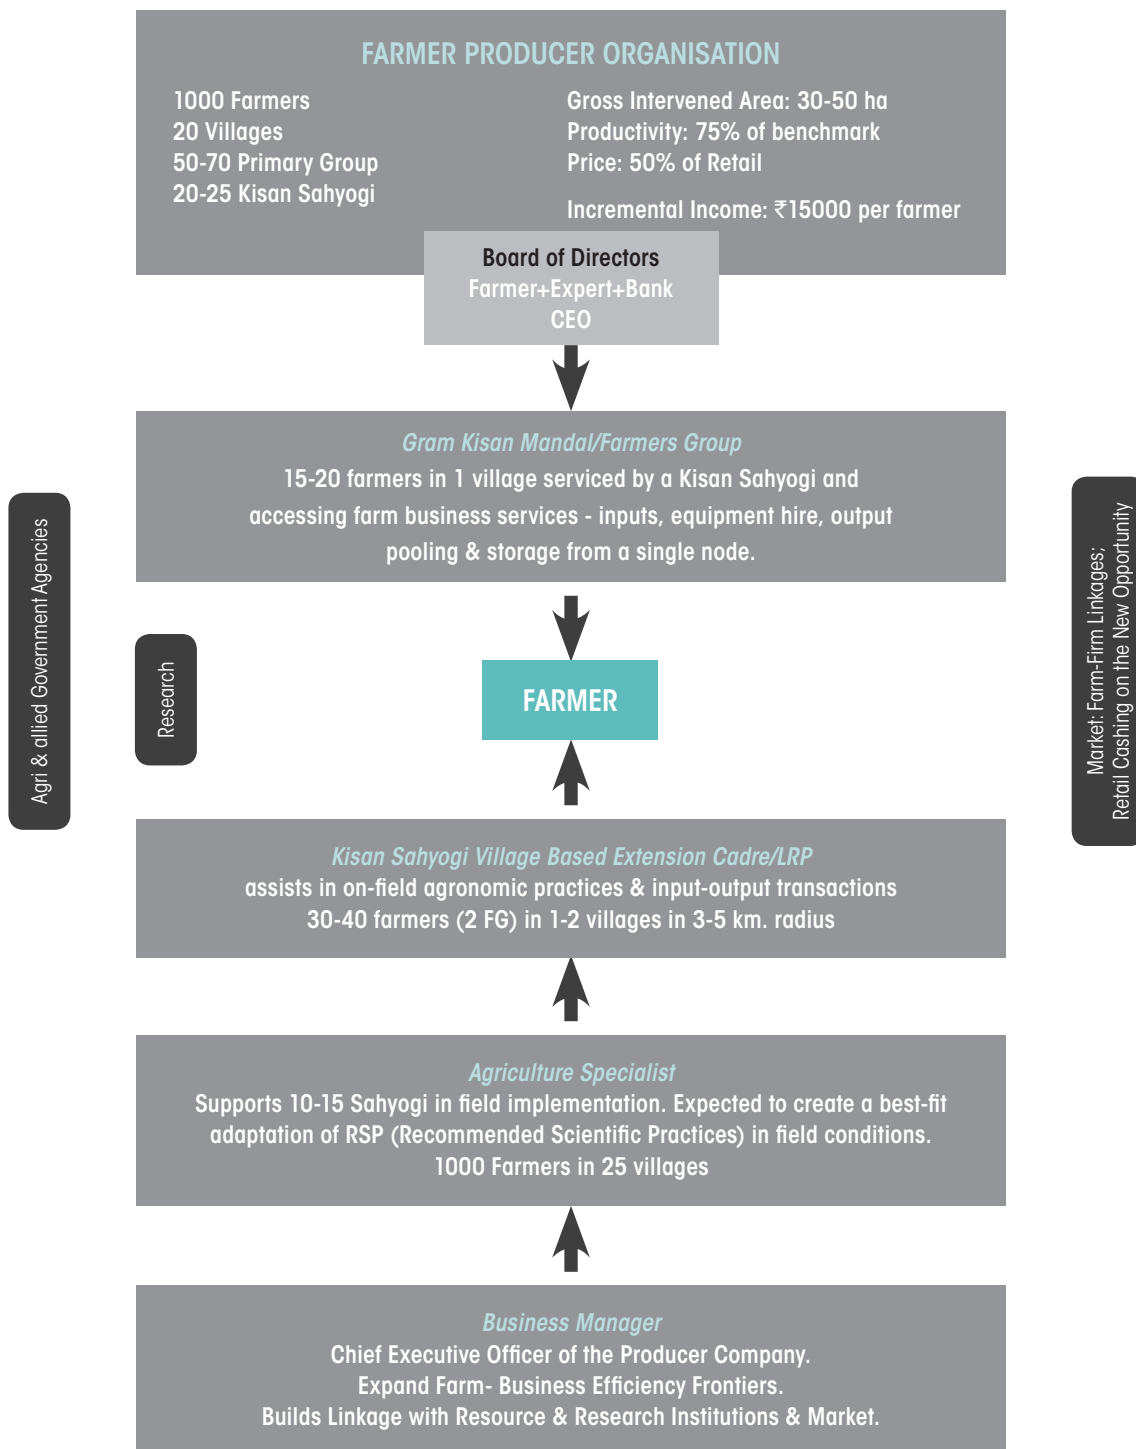 FARMER PRODUCER ORGANISATION
1000 Farmers
20 Villages
50-70 Primary Group
20-25 Kisan Sahyogi
Gross Intervened Area: 30-50 ha
Productivity: 75% of benchmark
Price: 50% of Retail
Incremental Income: ₹15000 per farmer
Board of Directors
Farmer+Expert+Bank
CEO
Gram Kisan Mandal/Farmers Group
15-20 farmers in 1 village serviced by a Kisan Sahyogi and
accessing farm business services - inputs, equipment hire, output
pooling & storage from a single node.
Agri & allied Government Agencies
Research
FARMER
Market: Farm-Firm Linkages;
Retail Cashing on the New Opportunity
Kisan Sahyogi Village Based Extension Cadre/LRP
assists in on-field agronomic practices & input-output transactions
30-40 farmers (2 FG) in 1-2 villages in 3-5 km. radius
Agriculture Specialist
Supports 10-15 Sahyogi in field implementation. Expected to create a best-fit
adaptation of RSP (Recommended Scientific Practices) in field conditions.
1000 Farmers in 25 villages
Business Manager
Chief Executive Officer of the Producer Company.
Expand Farm- Business Efficiency Frontiers.
Builds Linkage with Resource & Research Institutions & Market.